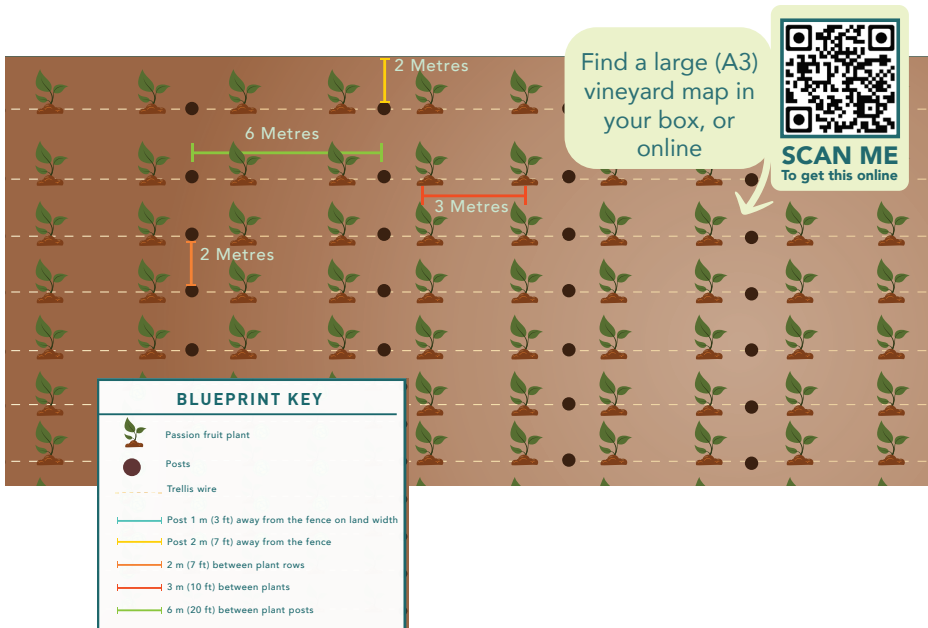 2 Metres
Find a large (A3)
vineyard map in
your box, or
online
SCAN ME
To get this online
6 Metres
3 Metres
2 Metres
BLUEPRINT KEY
Passion fruit plant
Posts
Trellis wire
Post 1 m (3 ft) away from the fence on land width
Post 2 m (7 ft) away from the fence
2 m (7 ft) between plant rows
3 m (10 ft) between plants
6 m (20 ft) between plant posts